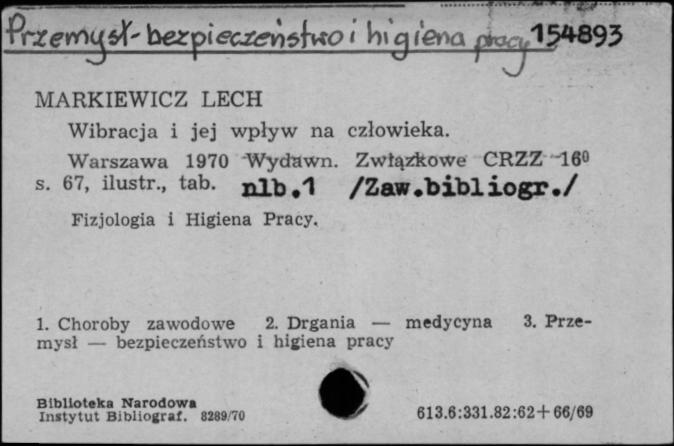 Przemysł - bezpieczeństwo i higiena pracy 154893
MARKIEWICZ LECH
Wibracja i jej wpływ na człowieka.
Warszawa 1970 Wydawn. Związkowe CRZZ 16⁰
s. 67, ilustr., tab. nlb.1 /Zaw.bibliogr./
Fizjologia i Higiena Pracy.
1. Choroby zawodowe 2. Drgania — medycyna 3. Prze-
mysł — bezpieczeństwo i higiena pracy
Biblioteka Narodowa
Instytut Bibliograf. 8289/70 613.6:331.82:62+66/69